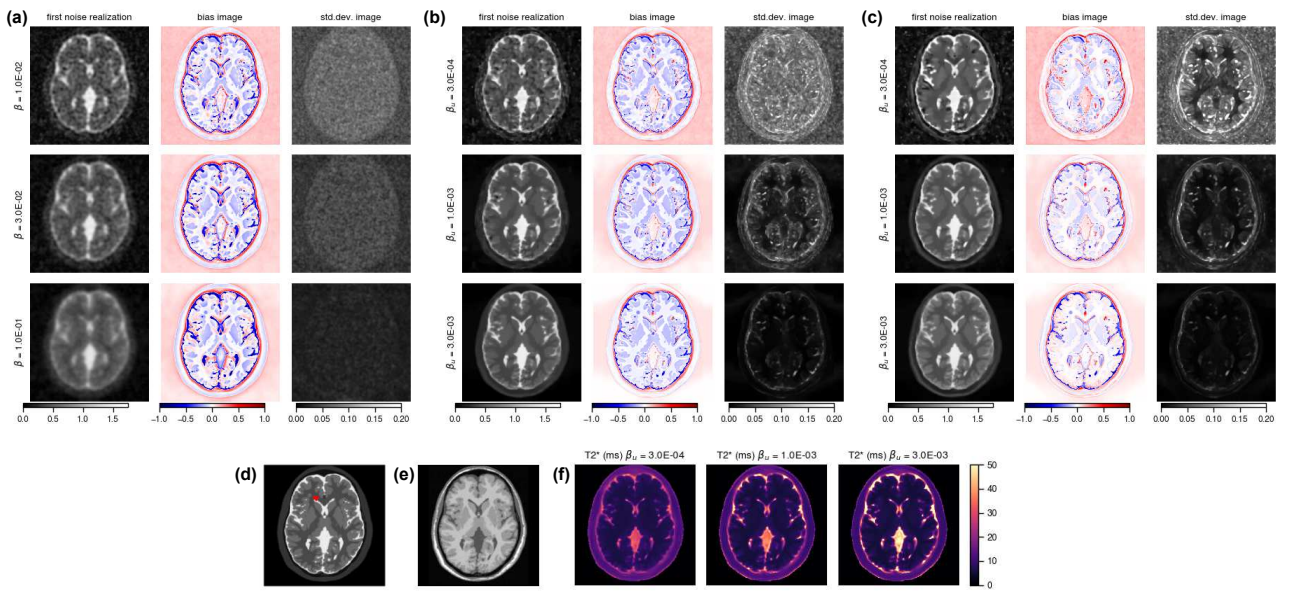 (a) first noise realization bias image std.dev. image
β = 1.0E-02
β = 3.0E-02
β = 1.0E-01
0.0 0.5 1.0 1.5 −1.0 −0.5 0.0 0.5 1.0 0.00 0.05 0.10 0.15 0.20
(b) first noise realization bias image std.dev. image
βu = 3.0E-04
βu = 1.0E-03
βu = 3.0E-03
0.0 0.5 1.0 1.5 −1.0 −0.5 0.0 0.5 1.0 0.00 0.05 0.10 0.15 0.20
(c) first noise realization bias image std.dev. image
βu = 3.0E-04
βu = 1.0E-03
βu = 3.0E-03
0.0 0.5 1.0 1.5 −1.0 −0.5 0.0 0.5 1.0 0.00 0.05 0.10 0.15 0.20
(d)
(e)
(f)
T2* (ms) βu = 3.0E-04 T2* (ms) βu = 1.0E-03 T2* (ms) βu = 3.0E-03
50
40
30
20
10
0